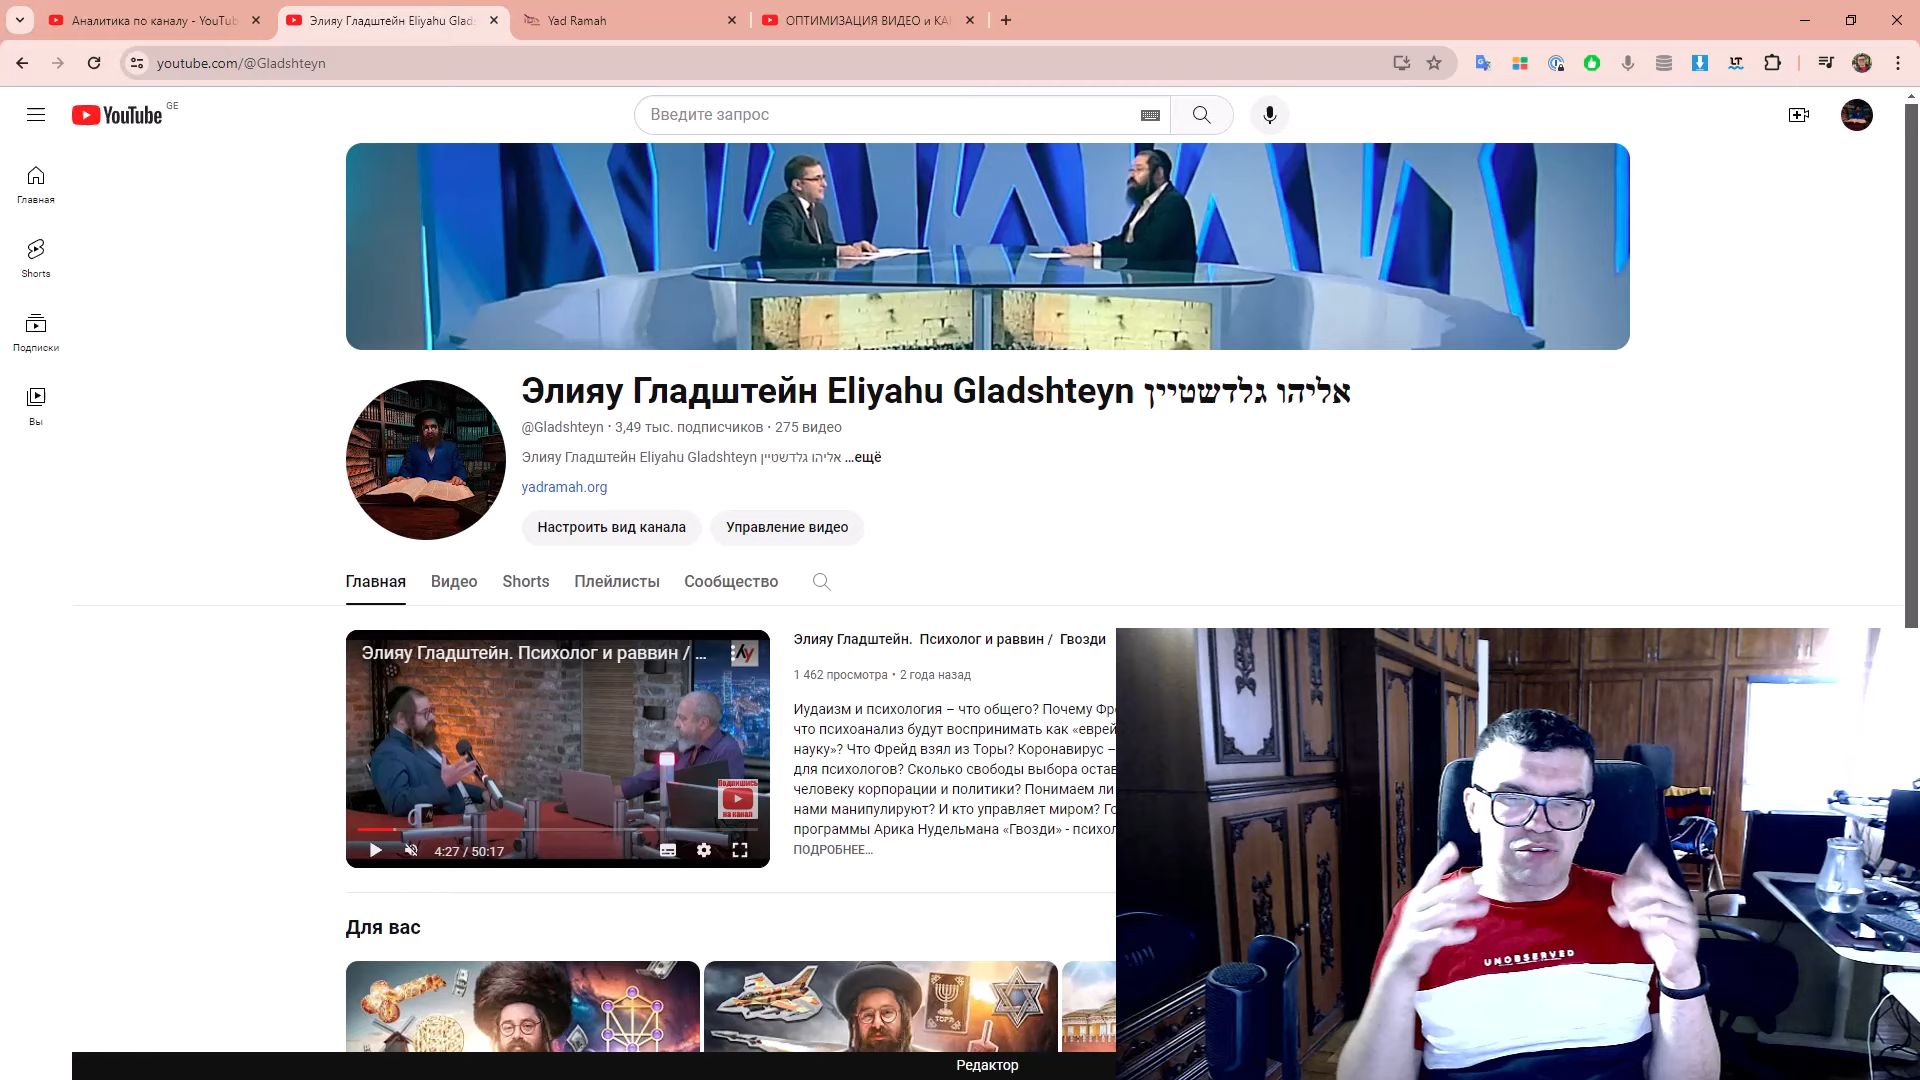 Аналитика по каналу - YouTub
Элияу Гладштейн Eliyahu Glad
Yad Ramah
ОПТИМИЗАЦИЯ ВИДЕО и КА
youtube.com/@Gladshteyn
YouTube GE
Введите запрос
Главная
Shorts
Подписки
Вы
Элияу Гладштейн Eliyahu Gladshteyn אליהו גלדשטיין
@Gladshteyn · 3,49 тыс. подписчиков · 275 видео
Элияу Гладштейн Eliyahu Gladshteyn אליהו גלדשטיין ...ещё
yadramah.org
Настроить вид канала
Управление видео
Главная
Видео
Shorts
Плейлисты
Сообщество
Элияу Гладштейн. Психолог и раввин / ...
Подпишись
на канал
4:27 / 50:17
Элияу Гладштейн. Психолог и раввин / Гвозди
1 462 просмотра • 2 года назад
Иудаизм и психология – что общего? Почему Фр
что психоанализ будут воспринимать как «еврей
науку»? Что Фрейд взял из Торы? Коронавирус –
для психологов? Сколько свободы выбора оста
человеку корпорации и политики? Понимаем ли
нами манипулируют? И кто управляет миром? Го
программы Арика Нудельмана «Гвозди» - психол
ПОДРОБНЕЕ...
Для вас
ТОРА
UNOBSERVED
Редактор